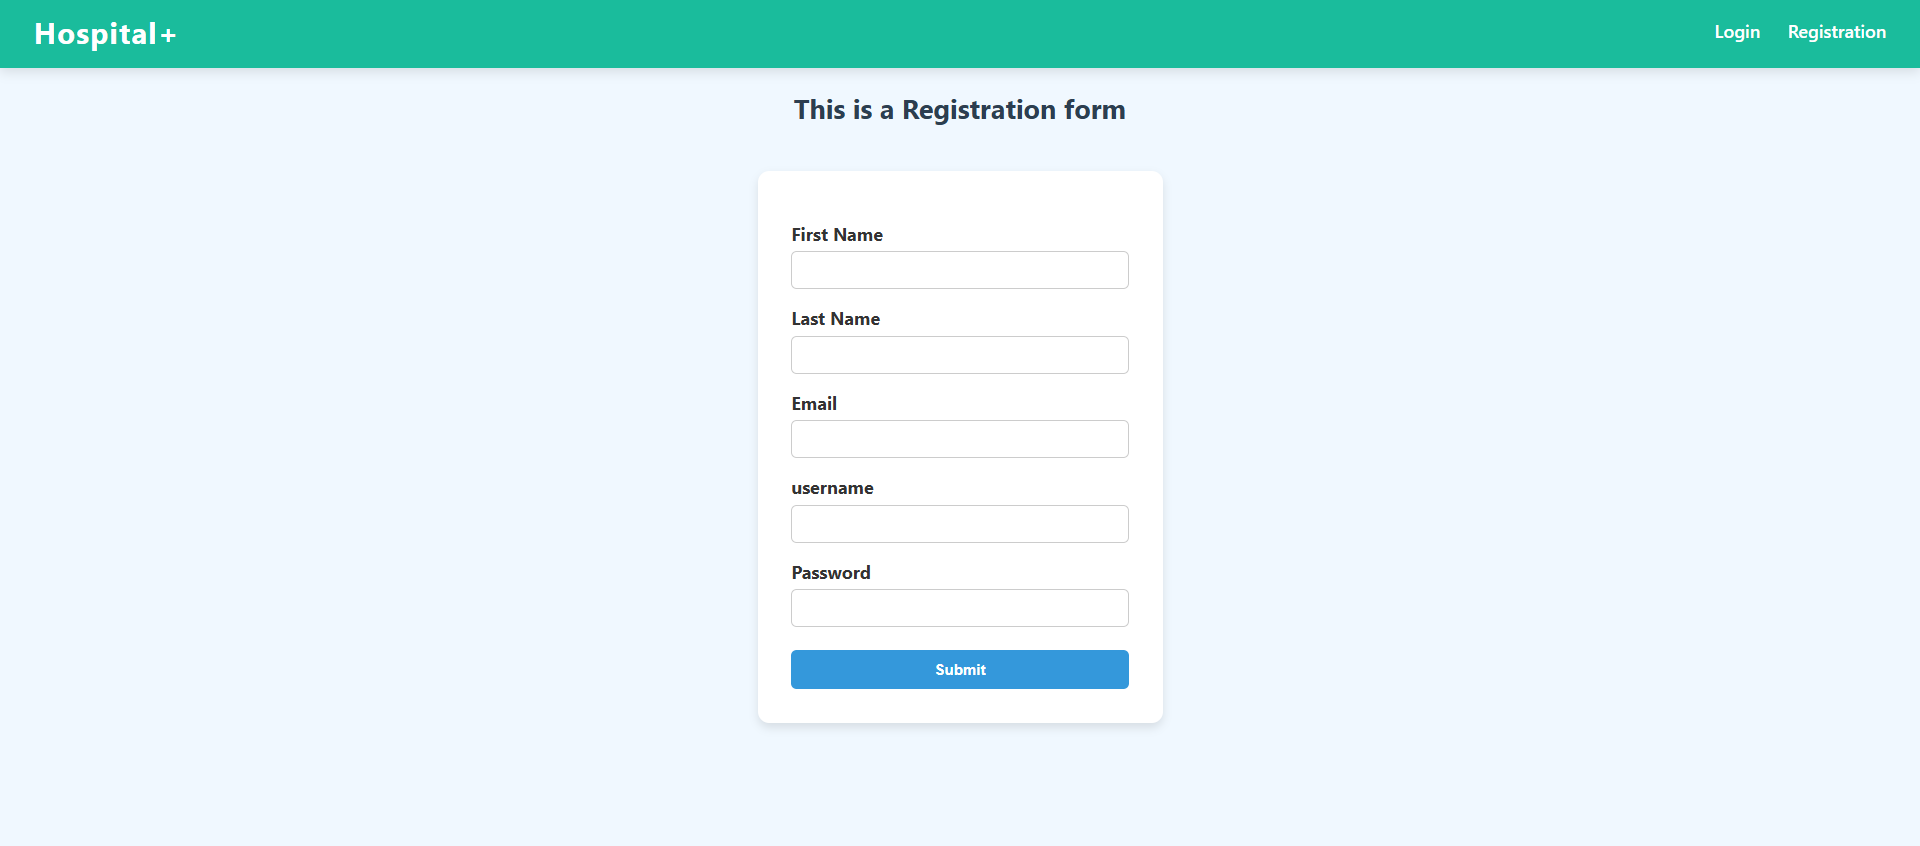 Hospital+
Login
Registration
This is a Registration form
First Name
Last Name
Email
username
Password
Submit